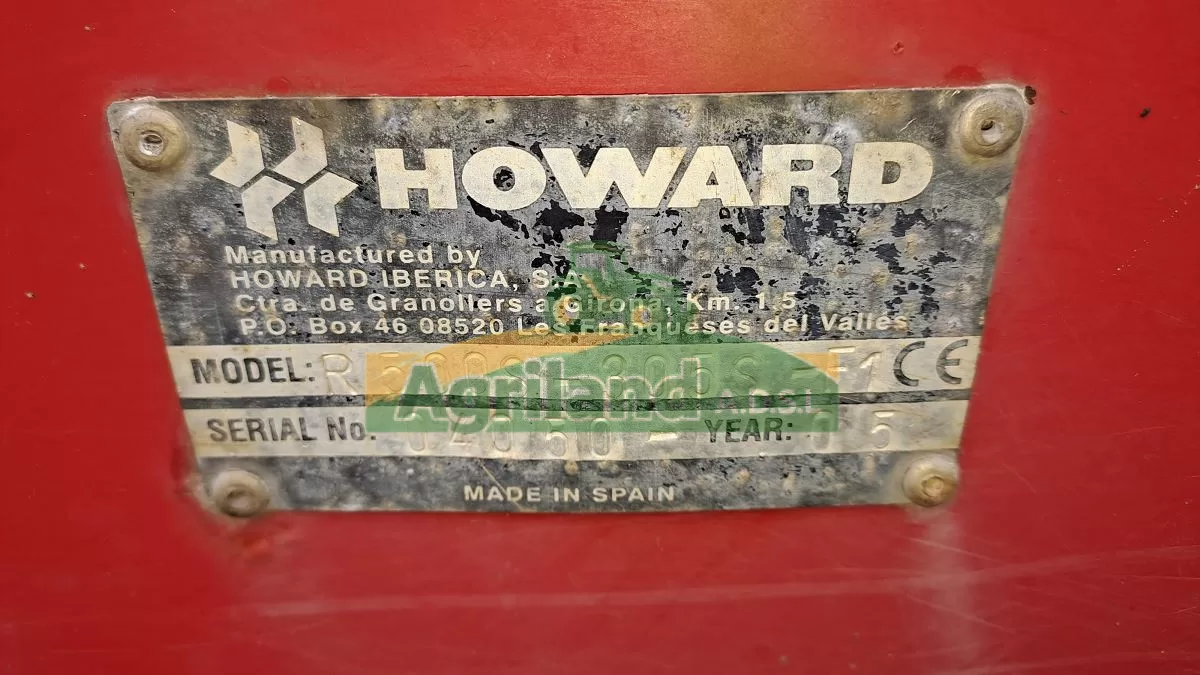 HOWARD
Manufactured by
HOWARD IBERICA, S.A.
Ctra. de Granollers a Girona, Km. 1,5
P.O. Box 46 08520 Les Franqueses del Vallés
MODEL: CE
Agriland A.D.S.L
SERIAL No. YEAR:
MADE IN SPAIN